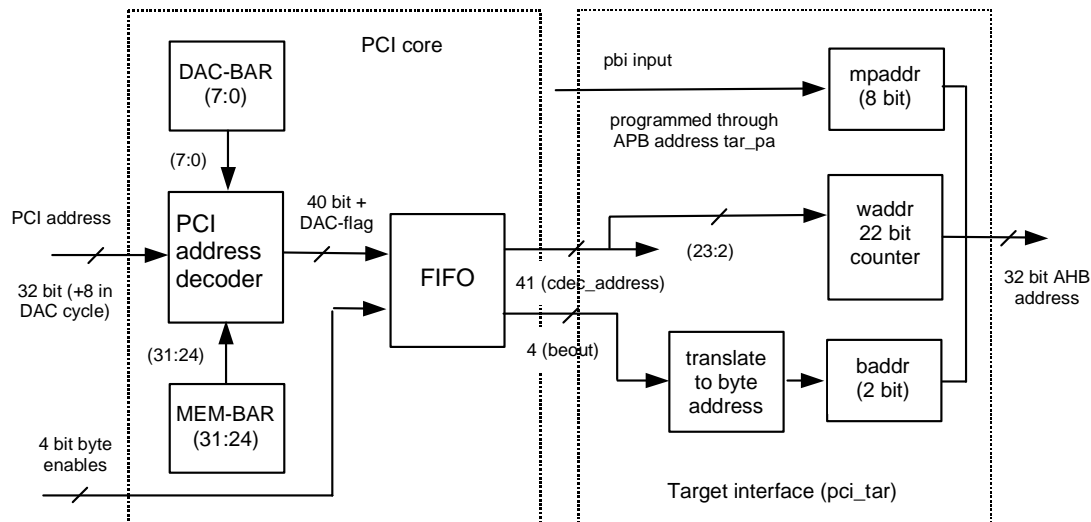 PCI core
DAC-BAR
(7:0)
(7:0)
PCI address
32 bit (+8 in
DAC cycle)
PCI
address
decoder
40 bit +
DAC-flag
FIFO
(31:24)
MEM-BAR
(31:24)
4 bit byte
enables
41 (cdec_address)
4 (beout)
pbi input
programmed through
APB address tar_pa
mpaddr
(8 bit)
(23:2)
waddr
22 bit
counter
translate
to byte
address
baddr
(2 bit)
32 bit AHB
address
Target interface (pci_tar)